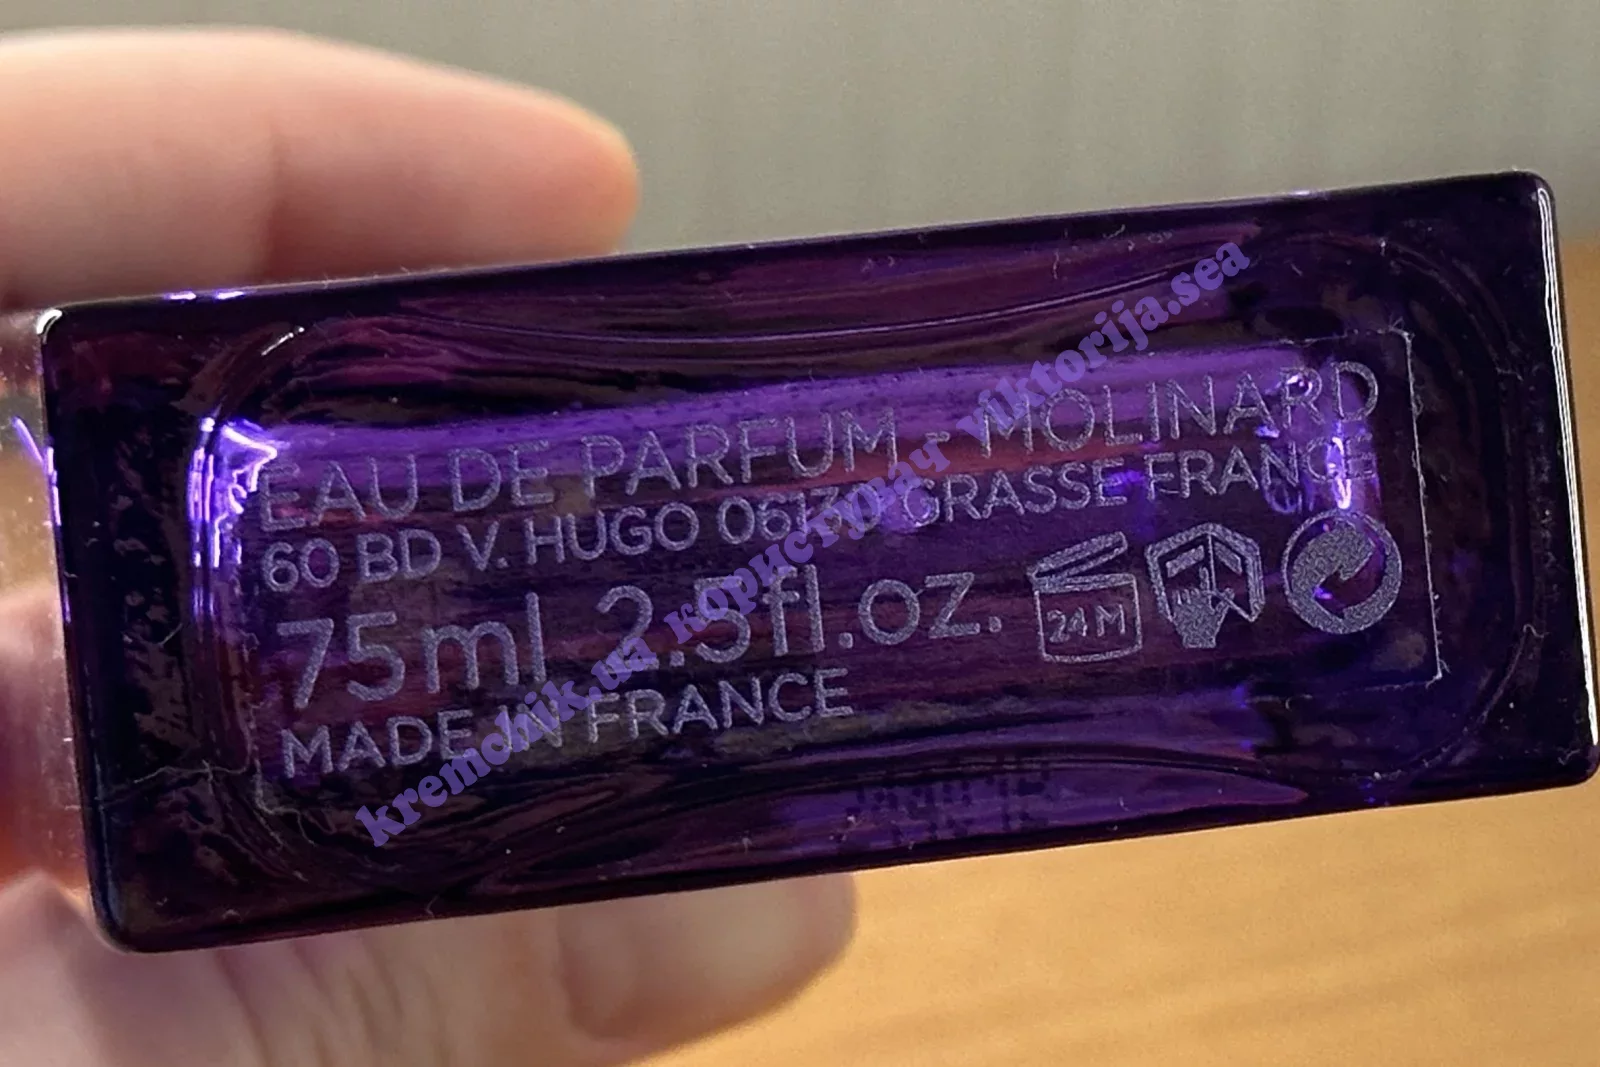 EAU DE PARFUM - MOLINARD
60 BD V. HUGO 06130 GRASSE FRANCE
75ml 2.5fl.oz.
24M
MADE IN FRANCE
kremchik.ua користувач viktorija.sea